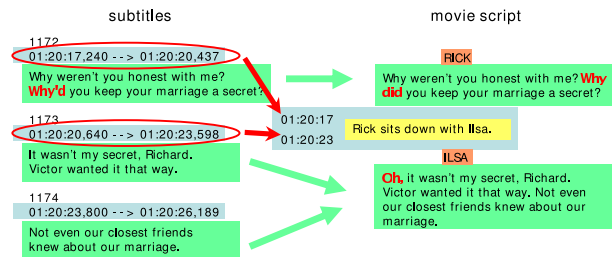 subtitles
1172
01:20:17,240 --> 01:20:20,437
Why weren't you honest with me?
Why'd you keep your marriage a secret?
1173
01:20:20,640 --> 01:20:23,598
It wasn't my secret, Richard.
Victor wanted it that way.
1174
01:20:23,800 --> 01:20:26,189
Not even our closest friends
knew about our marriage.
movie script
RICK
Why weren't you honest with me? Why
did you keep your marriage a secret?
01:20:17
Rick sits down with Ilsa.
01:20:23
ILSA
Oh, it wasn't my secret, Richard.
Victor wanted it that way. Not even
our closest friends knew about our
marriage.